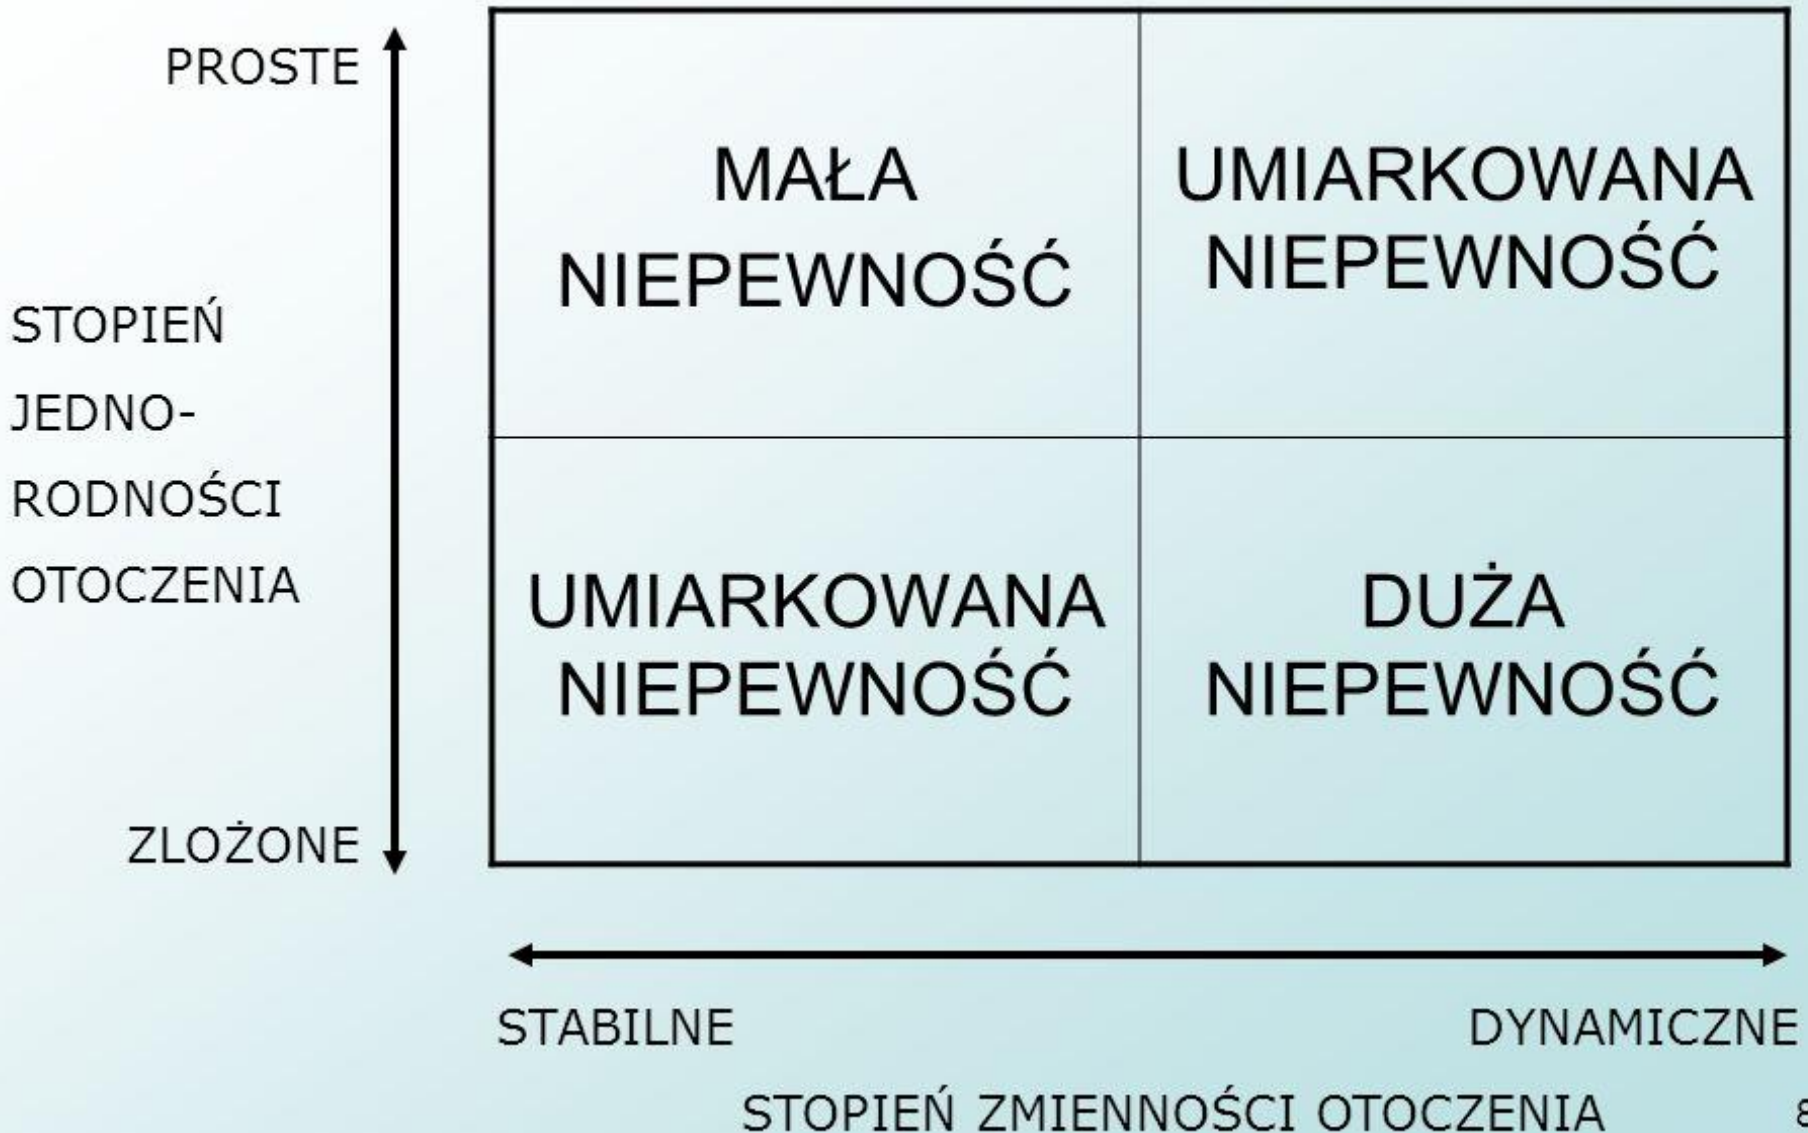 PROSTE
MAŁA
NIEPEWNOŚĆ
UMIARKOWANA
NIEPEWNOŚĆ
STOPIEŃ
JEDNO-
RODNOŚCI
OTOCZENIA
UMIARKOWANA
NIEPEWNOŚĆ
DUŻA
NIEPEWNOŚĆ
ZLOŻONE
STABILNE
DYNAMICZNE
STOPIEŃ ZMIENNOŚCI OTOCZENIA
8